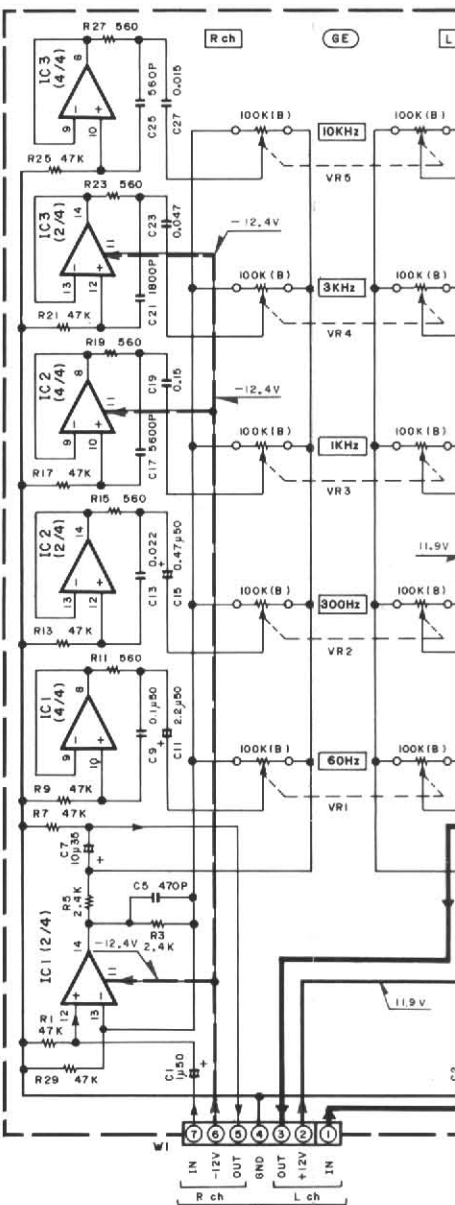 R27 560
R ch
GE
L
IC3
(4/4)
8
9
10
560P
C25
0.015
C27
100K(B)
10KHz
100K(B)
R25 47K
VR5
R23 560
IC3
(2/4)
14
13
12
11
C23
0.047
1800P
C21
-12.4V
100K(B)
3KHz
100K(B)
R21 47K
VR4
R19 560
IC2
(4/4)
8
9
10
11
C19
0.15
5600P
C17
-12.4V
100K(B)
1KHz
100K(B)
R17 47K
VR3
R15 560
IC2
(2/4)
14
13
12
0.022
C13
+
0.47μ50
C15
11.9V
100K(B)
300Hz
100K(B)
R13 47K
VR2
R11 560
IC1
(4/4)
8
9
10
0.1μ50
C9
+
2.2μ50
C11
100K(B)
60Hz
100K(B)
R9 47K
VR1
R7 47K
C7
10μ35
+
R5
2.4K
C5 470P
R3
2.4K
-12.4V
IC1 (2/4)
14
12
13
11
11.9V
R1
47K
R29 47K
C1
1μ50
+
W1
7
6
5
4
3
2
1
IN
-12V
OUT
GND
OUT
+12V
IN
R ch
L ch